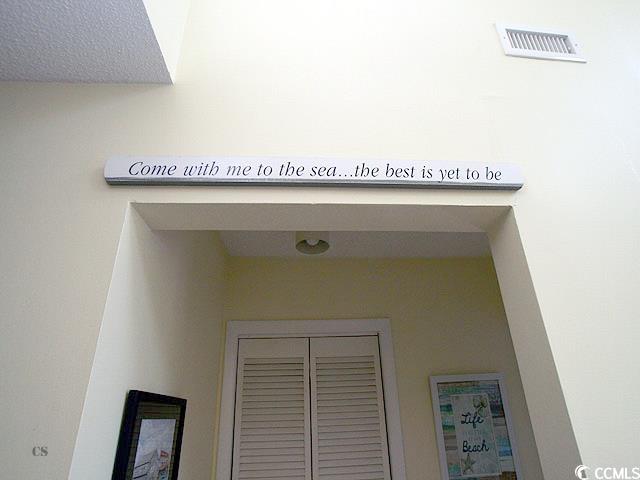 Come with me to the sea...the best is yet to be
Life
Beach
CS
©CCMLS